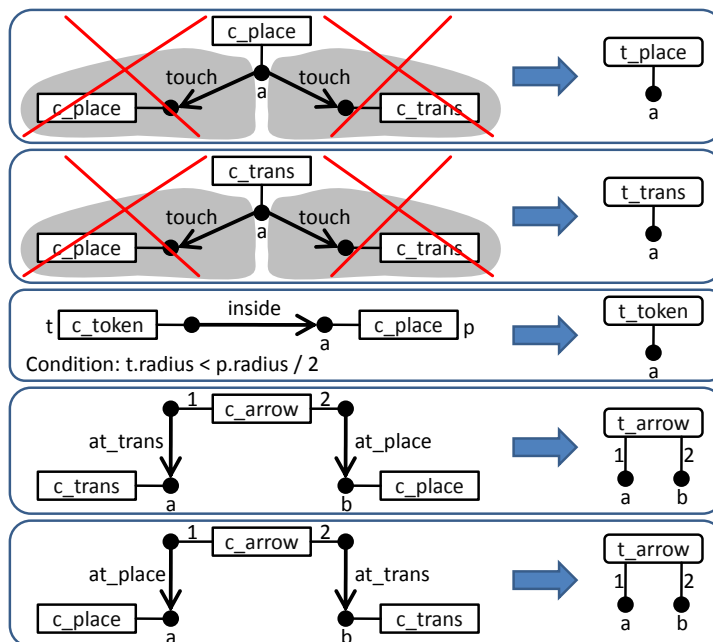 c_place
touch touch
a
c_place c_trans
t_place
a
c_trans
touch touch
a
c_place c_trans
t_trans
a
t c_token inside a c_place p
Condition: t.radius < p.radius / 2
t_token
a
1 c_arrow 2
at_trans at_place
c_trans a b c_place
t_arrow
1 2
a b
1 c_arrow 2
at_place at_trans
c_place a b c_trans
t_arrow
1 2
a b